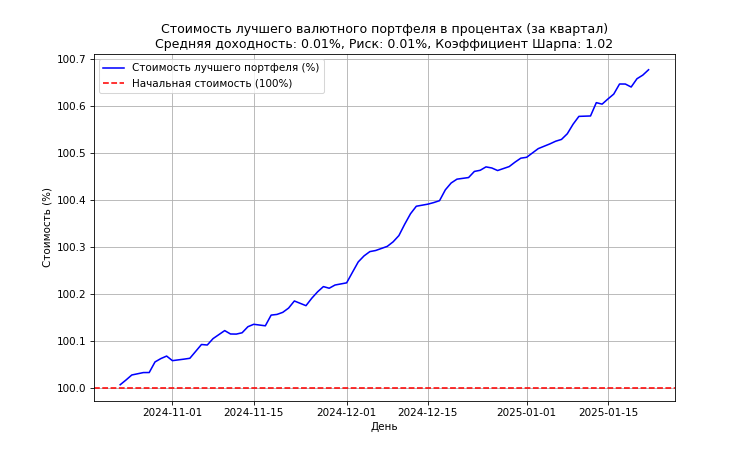 Стоимость лучшего валютного портфеля в процентах (за квартал)
Средняя доходность: 0.01%, Риск: 0.01%, Коэффициент Шарпа: 1.02
Стоимость лучшего портфеля (%)
Начальная стоимость (100%)
Стоимость (%)
100.7
100.6
100.5
100.4
100.3
100.2
100.1
100.0
2024-11-01
2024-11-15
2024-12-01
2024-12-15
2025-01-01
2025-01-15
День